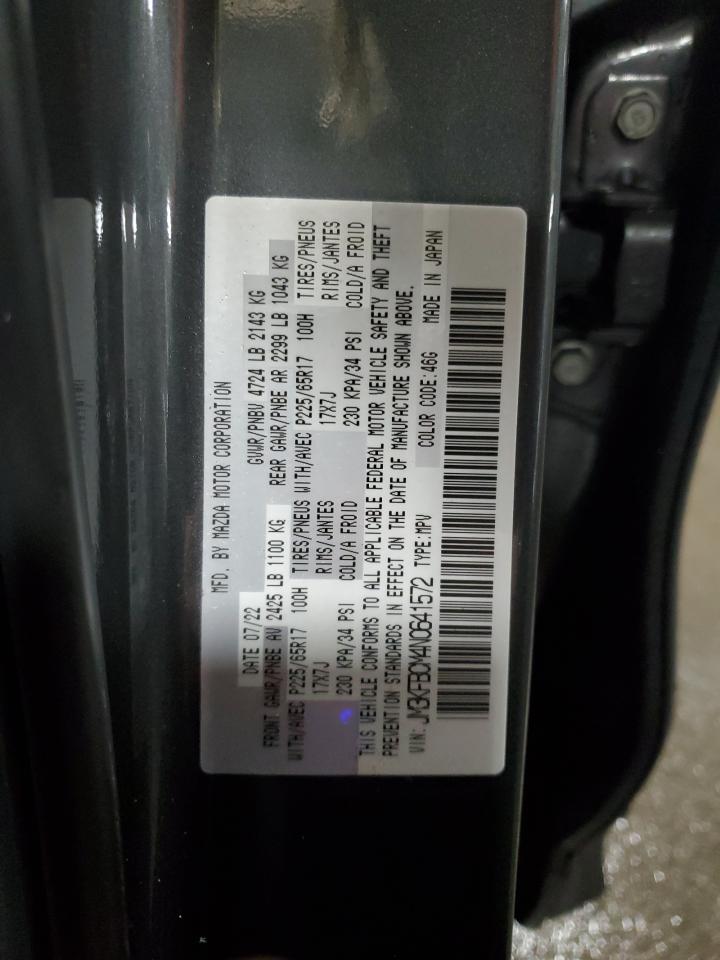 MFD. BY MAZDA MOTOR CORPORATION
DATE 07/22 GVWR/PNBV 4724 LB 2143 KG
FRONT GAWR/PNBE AV 2425 LB 1100 KG REAR GAWR/PNBE AR 2299 LB 1043 KG
WITH/AVEC P225/65R17 100H TIRES/PNEUS WITH/AVEC P225/65R17 100H TIRES/PNEUS
17X7J RIMS/JANTES 17X7J RIMS/JANTES
230 KPA/34 PSI COLD/A FROID 230 KPA/34 PSI COLD/A FROID
THIS VEHICLE CONFORMS TO ALL APPLICABLE FEDERAL MOTOR VEHICLE SAFETY AND THEFT
PREVENTION STANDARDS IN EFFECT ON THE DATE OF MANUFACTURE SHOWN ABOVE.
VIN: JM3KFBCM4N0641572 TYPE:MPV COLOR CODE:46G MADE IN JAPAN